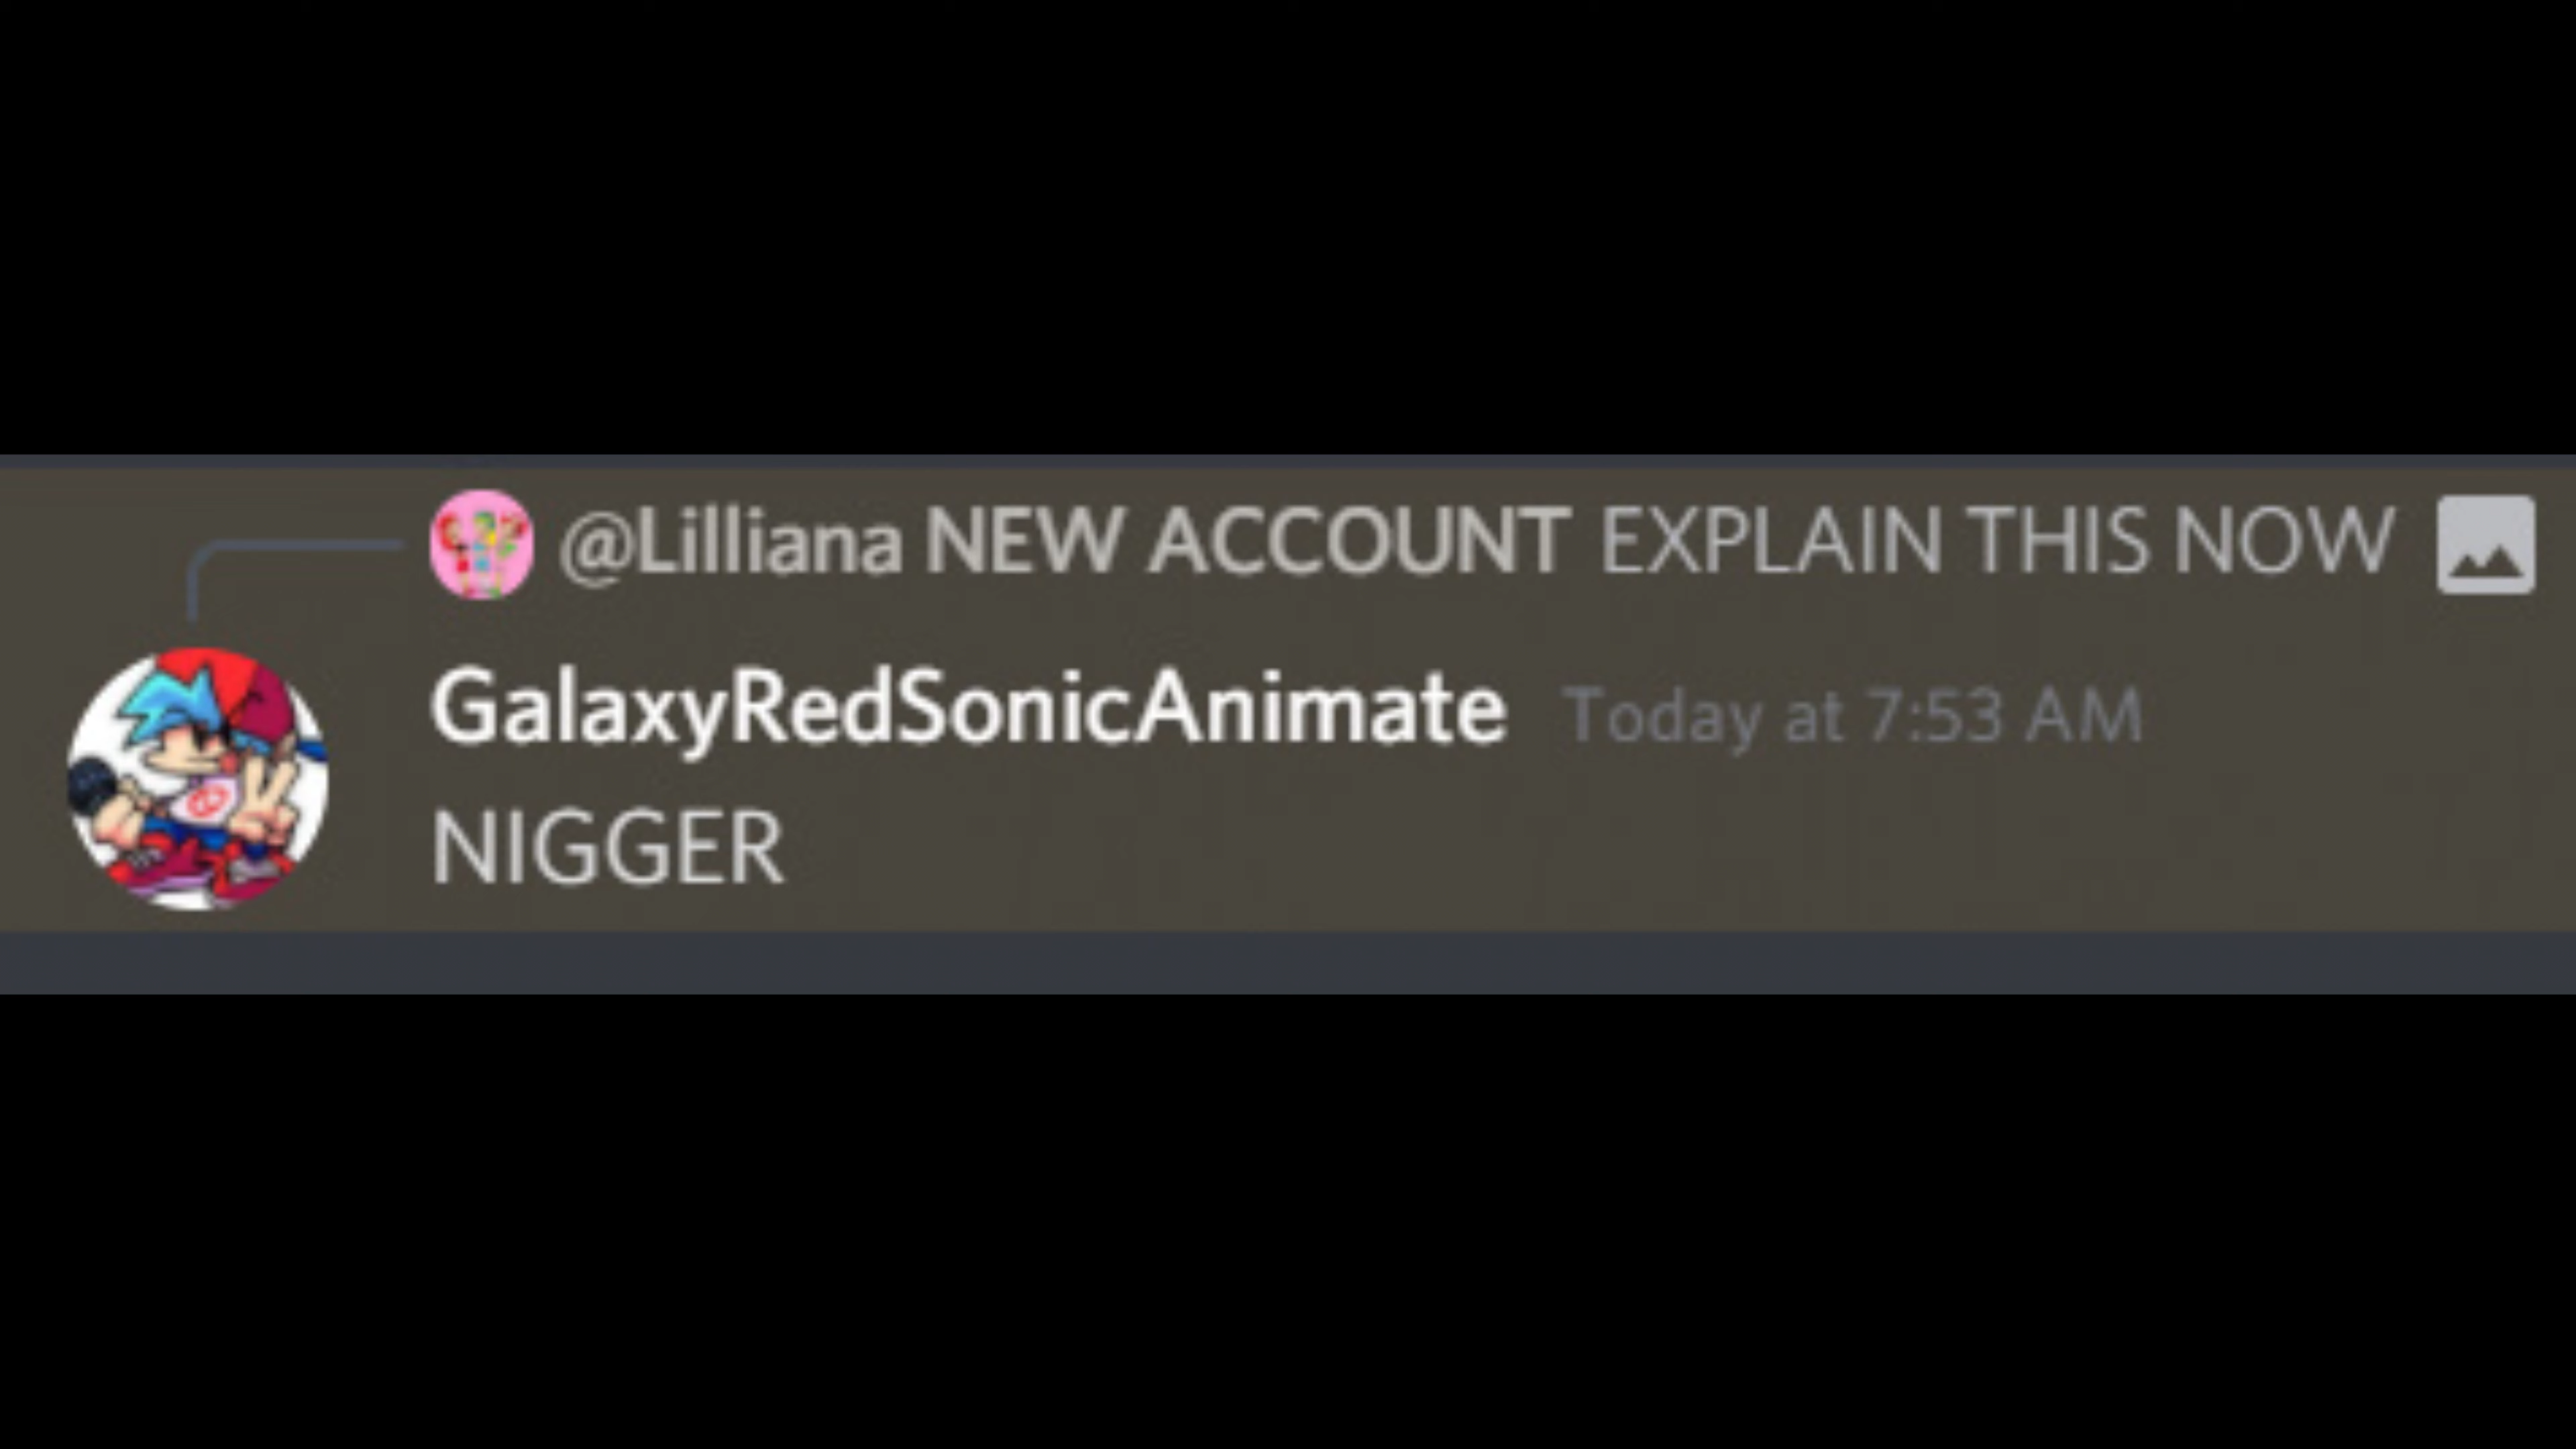 @Lilliana NEW ACCOUNT EXPLAIN THIS NOW
GalaxyRedSonicAnimate Today at 7:53 AM
NIGGER